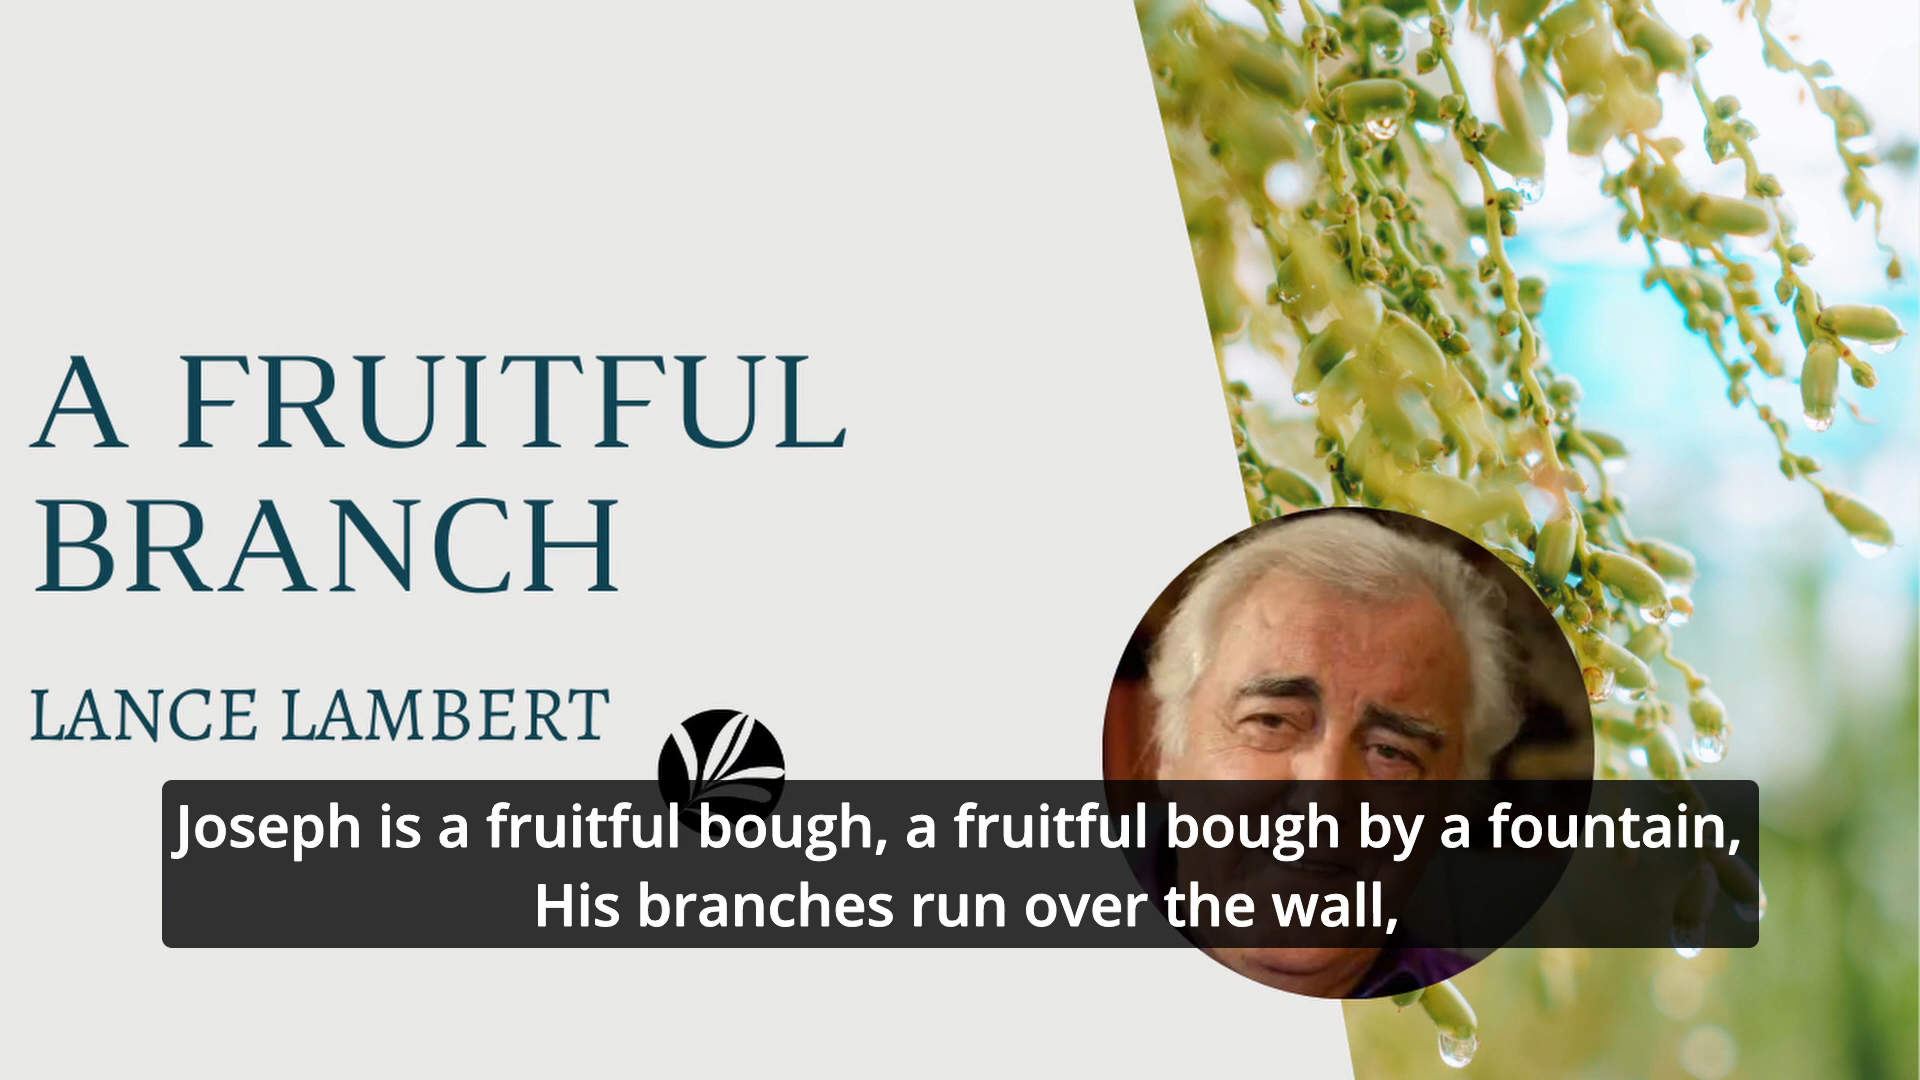 A FRUITFUL
BRANCH
LANCE LAMBERT
Joseph is a fruitful bough, a fruitful bough by a fountain,
His branches run over the wall,